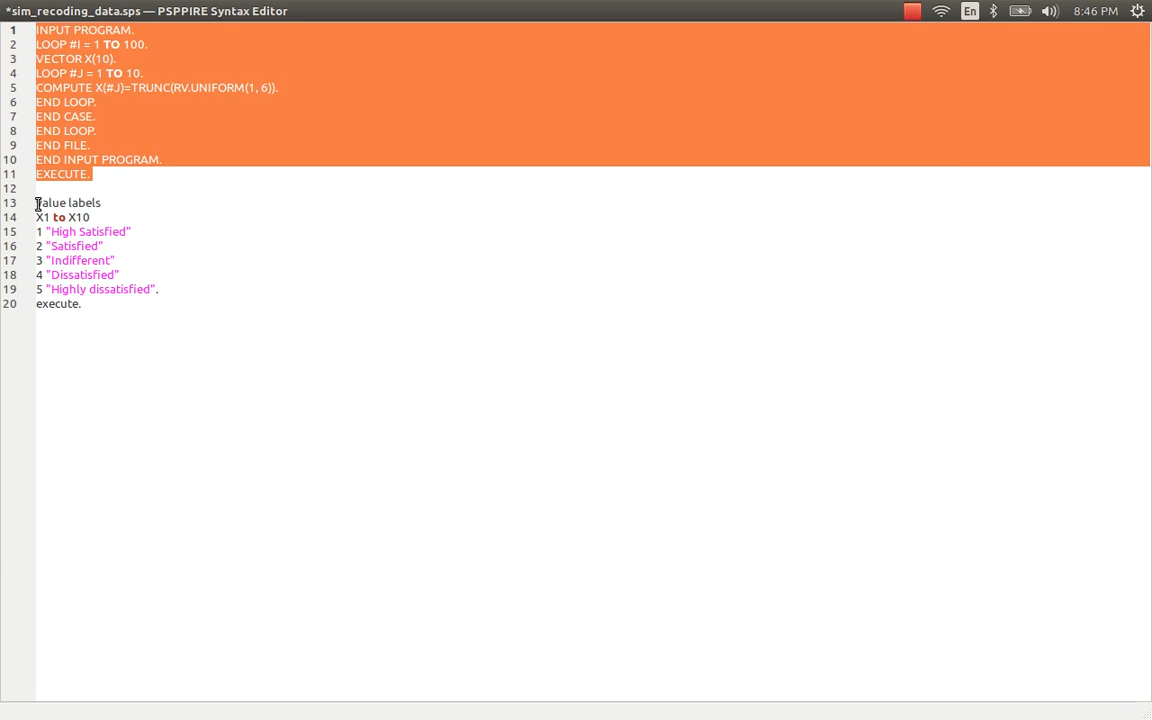 *sim_recoding_data.sps — PSPPIRE Syntax Editor
En
8:46 PM
1 INPUT PROGRAM.
2 LOOP #I = 1 TO 100.
3 VECTOR X(10).
4 LOOP #J = 1 TO 10.
5 COMPUTE X(#J)=TRUNC(RV.UNIFORM(1, 6)).
6 END LOOP.
7 END CASE.
8 END LOOP.
9 END FILE.
10 END INPUT PROGRAM.
11 EXECUTE.
12
13 value labels
14 X1 to X10
15 1 "High Satisfied"
16 2 "Satisfied"
17 3 "Indifferent"
18 4 "Dissatisfied"
19 5 "Highly dissatisfied".
20 execute.